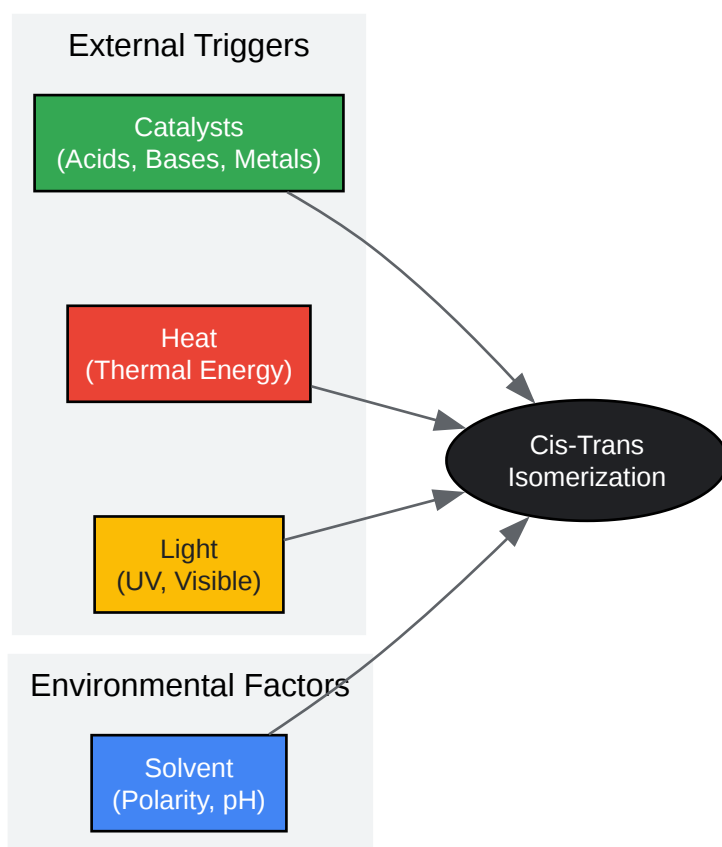 External Triggers
Catalysts
(Acids, Bases, Metals)
Heat
(Thermal Energy)
Cis-Trans
Isomerization
Light
(UV, Visible)
Environmental Factors
Solvent
(Polarity, pH)